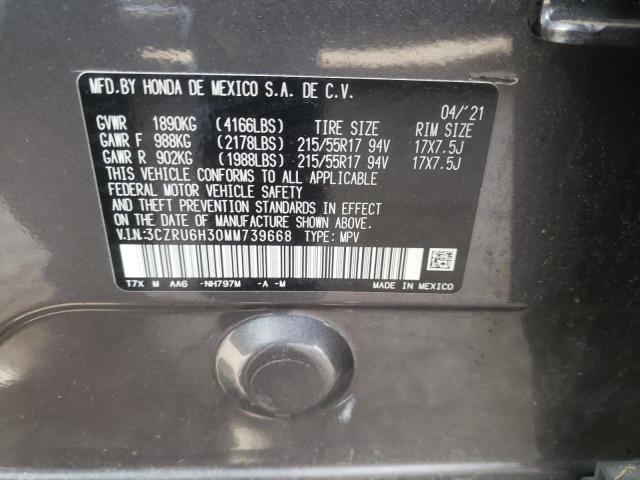 MFD.BY HONDA DE MEXICO S.A. DE C.V.
04/'21
GVWR 1890KG (4166LBS) TIRE SIZE RIM SIZE
GAWR F 988KG (2178LBS) 215/55R17 94V 17X7.5J
GAWR R 902KG (1988LBS) 215/55R17 94V 17X7.5J
THIS VEHICLE CONFORMS TO ALL APPLICABLE
FEDERAL MOTOR VEHICLE SAFETY
AND THEFT PREVENTION STANDARDS IN EFFECT
ON THE DATE OF MANUFACTURE SHOWN ABOVE.
V.I.N:3CZRU6H30MM739668 TYPE: MPV
T7X M AA6 -NH797M -A -M MADE IN MEXICO